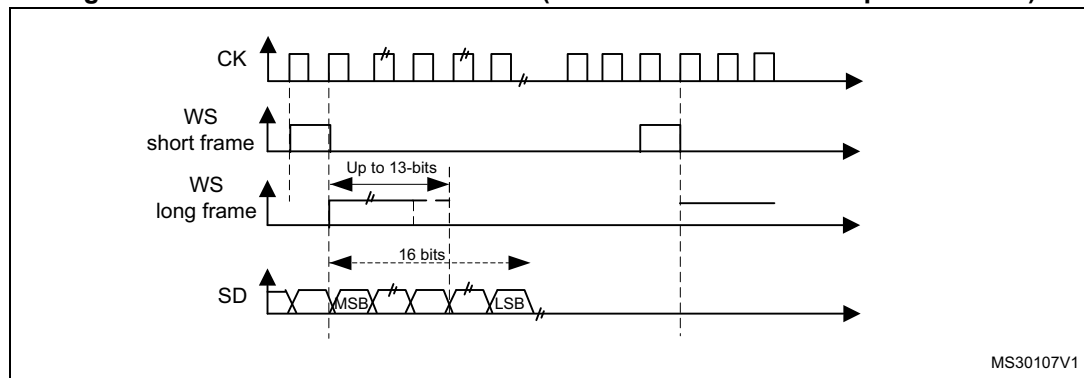 CK
WS
short frame
Up to 13-bits
WS
long frame
16 bits
SD
MSB
LSB
MS30107V1